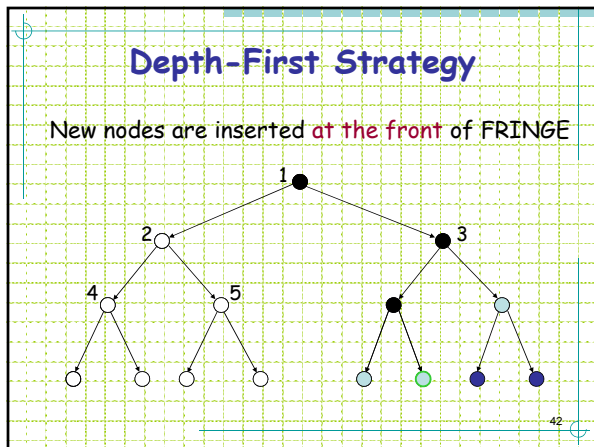 Depth-First Strategy
New nodes are inserted at the front of FRINGE
1
2 3
4 5
42